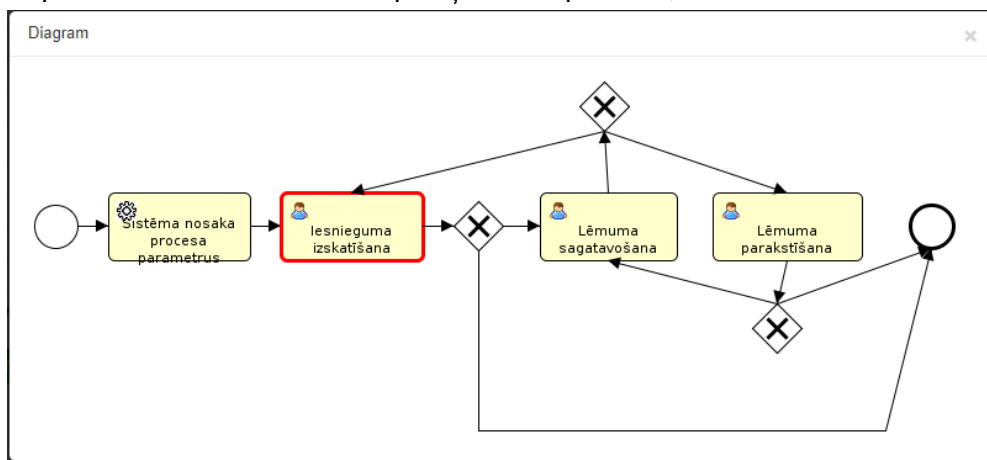 Diagram
×
Sistēma nosaka
procesa
parametrus
Iesnieguma
izskatīšana
Lēmuma
sagatavošana
Lēmuma
parakstīšana